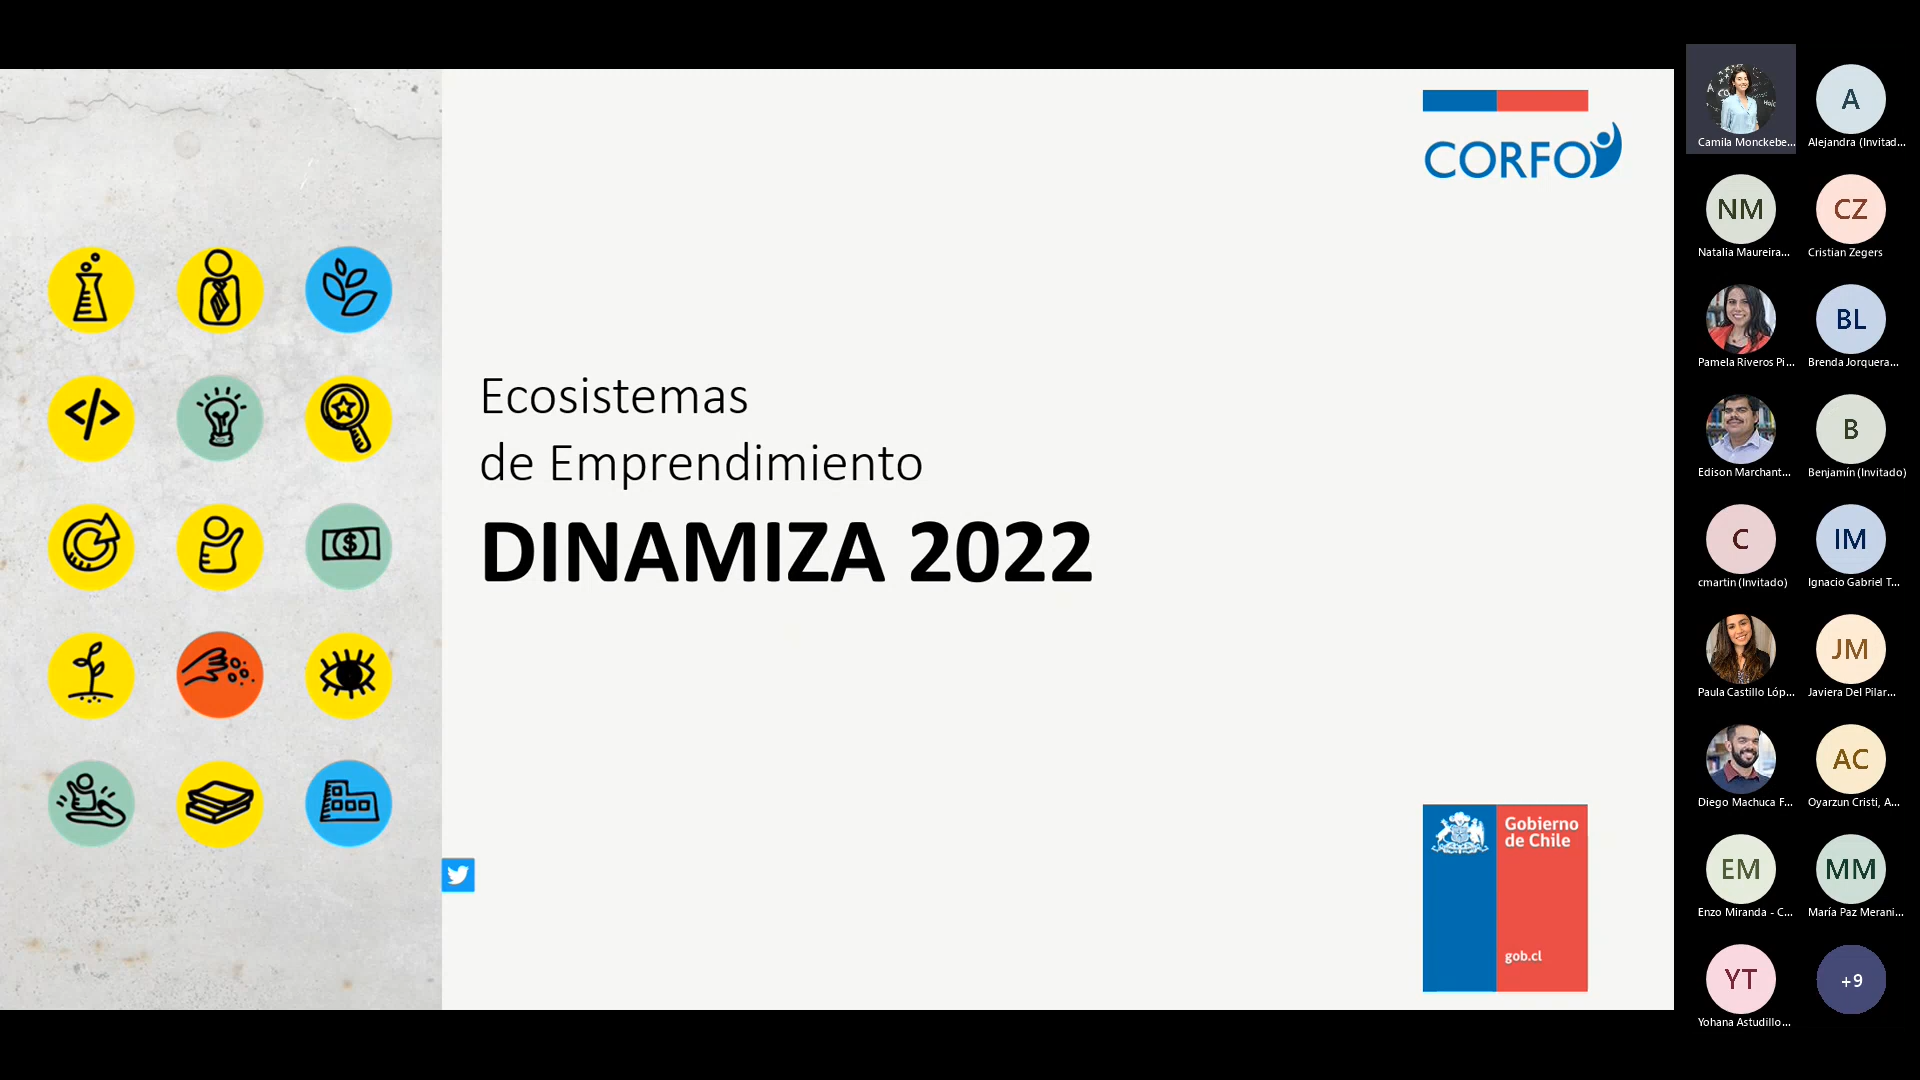 CORFO
Ecosistemas
de Emprendimiento
DINAMIZA 2022
Gobierno
de Chile
gob.cl
Camila Monckebe...
A
Alejandra (Invitad...
NM
Natalia Maureira...
CZ
Cristian Zegers
Pamela Riveros Pi...
BL
Brenda Jorquera...
Edison Marchant...
B
Benjamín (Invitado)
C
cmartin (Invitado)
IM
Ignacio Gabriel T...
Paula Castillo Lóp...
JM
Javiera Del Pilar...
Diego Machuca F...
AC
Oyarzun Cristi, A...
EM
Enzo Miranda - C...
MM
María Paz Merani...
YT
Yohana Astudillo...
+9